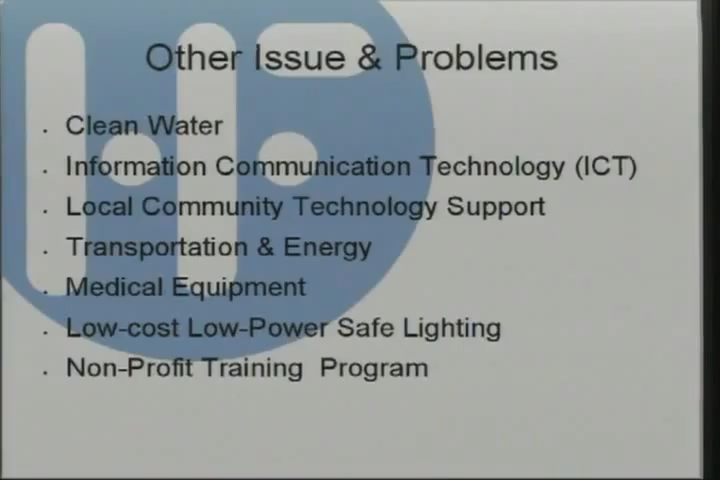 Other Issue & Problems
Clean Water
Information Communication Technology (ICT)
Local Community Technology Support
Transportation & Energy
Medical Equipment
Low-cost Low-Power Safe Lighting
Non-Profit Training Program